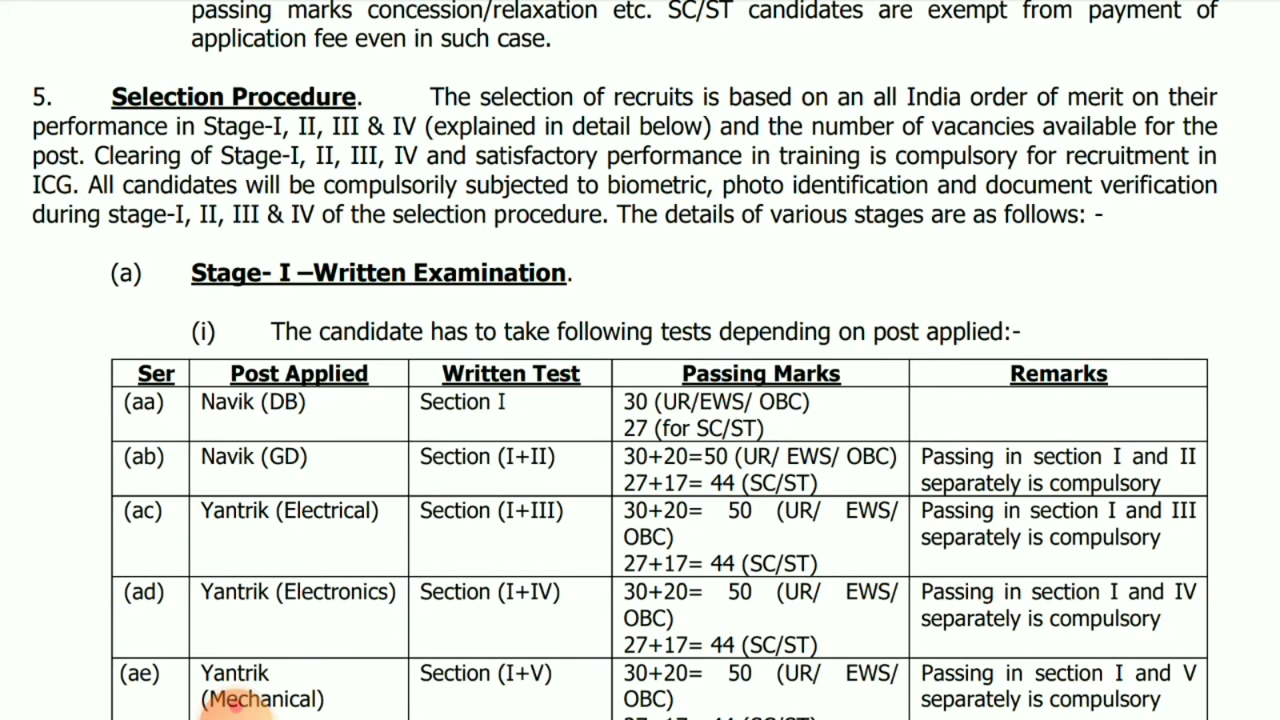 passing marks concession/relaxation etc. SC/ST candidates are exempt from payment of
application fee even in such case.
5. Selection Procedure. The selection of recruits is based on an all India order of merit on their
performance in Stage-I, II, III & IV (explained in detail below) and the number of vacancies available for the
post. Clearing of Stage-I, II, III, IV and satisfactory performance in training is compulsory for recruitment in
ICG. All candidates will be compulsorily subjected to biometric, photo identification and document verification
during stage-I, II, III & IV of the selection procedure. The details of various stages are as follows: -
(a) Stage- I –Written Examination.
(i) The candidate has to take following tests depending on post applied:-
Ser Post Applied Written Test Passing Marks Remarks
(aa) Navik (DB) Section I 30 (UR/EWS/ OBC)
27 (for SC/ST)
(ab) Navik (GD) Section (I+II) 30+20=50 (UR/ EWS/ OBC) Passing in section I and II
27+17= 44 (SC/ST) separately is compulsory
(ac) Yantrik (Electrical) Section (I+III) 30+20= 50 (UR/ EWS/ Passing in section I and III
OBC) separately is compulsory
27+17= 44 (SC/ST)
(ad) Yantrik (Electronics) Section (I+IV) 30+20= 50 (UR/ EWS/ Passing in section I and IV
OBC) separately is compulsory
27+17= 44 (SC/ST)
(ae) Yantrik Section (I+V) 30+20= 50 (UR/ EWS/ Passing in section I and V
(Mechanical) OBC) separately is compulsory